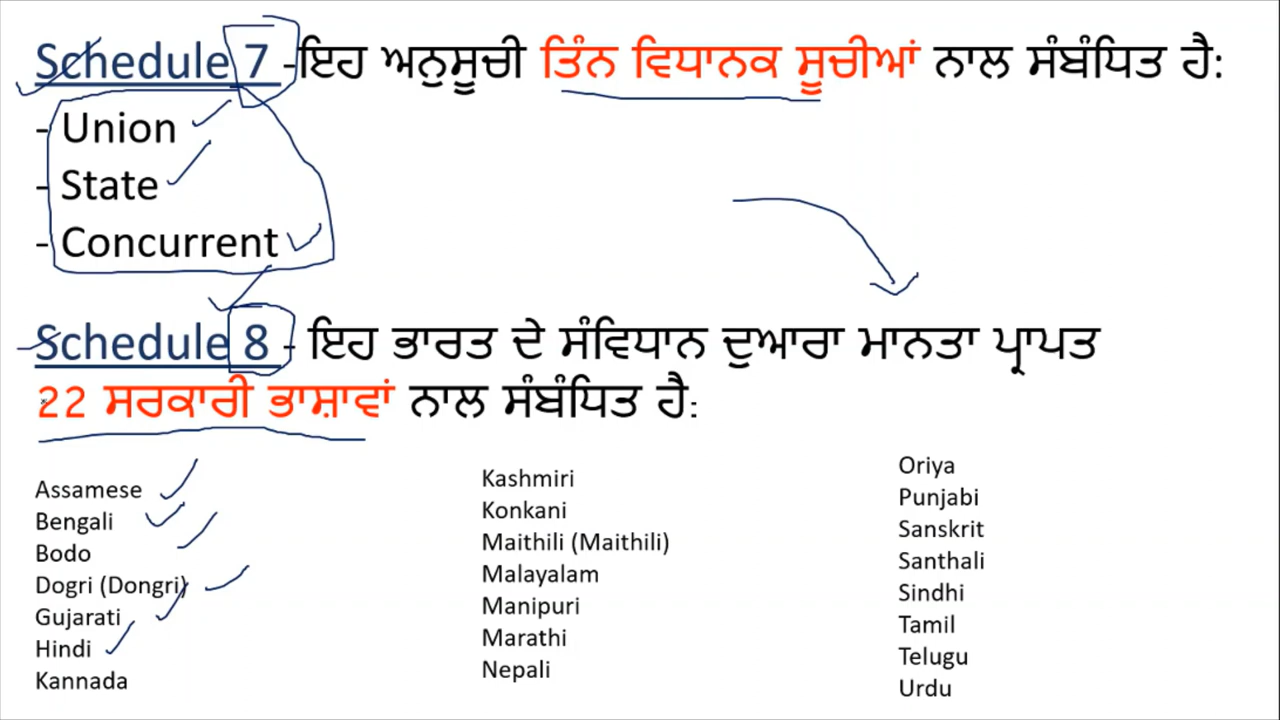 Schedule 7 -ਇਹ ਅਨੁਸੂਚੀ ਤਿੰਨ ਵਿਧਾਨਕ ਸੂਚੀਆਂ ਨਾਲ ਸੰਬੰਧਿਤ ਹੈ:
- Union
- State
- Concurrent
Schedule 8 - ਇਹ ਭਾਰਤ ਦੇ ਸੰਵਿਧਾਨ ਦੁਆਰਾ ਮਾਨਤਾ ਪ੍ਰਾਪਤ
22 ਸਰਕਾਰੀ ਭਾਸ਼ਾਵਾਂ ਨਾਲ ਸੰਬੰਧਿਤ ਹੈ:
Assamese
Bengali
Bodo
Dogri (Dongri)
Gujarati
Hindi
Kannada
Kashmiri
Konkani
Maithili (Maithili)
Malayalam
Manipuri
Marathi
Nepali
Oriya
Punjabi
Sanskrit
Santhali
Sindhi
Tamil
Telugu
Urdu